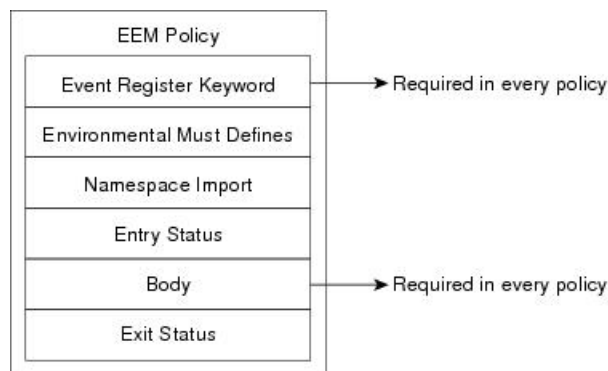 EEM Policy
Event Register Keyword
Required in every policy
Environmental Must Defines
Namespace Import
Entry Status
Body
Required in every policy
Exit Status